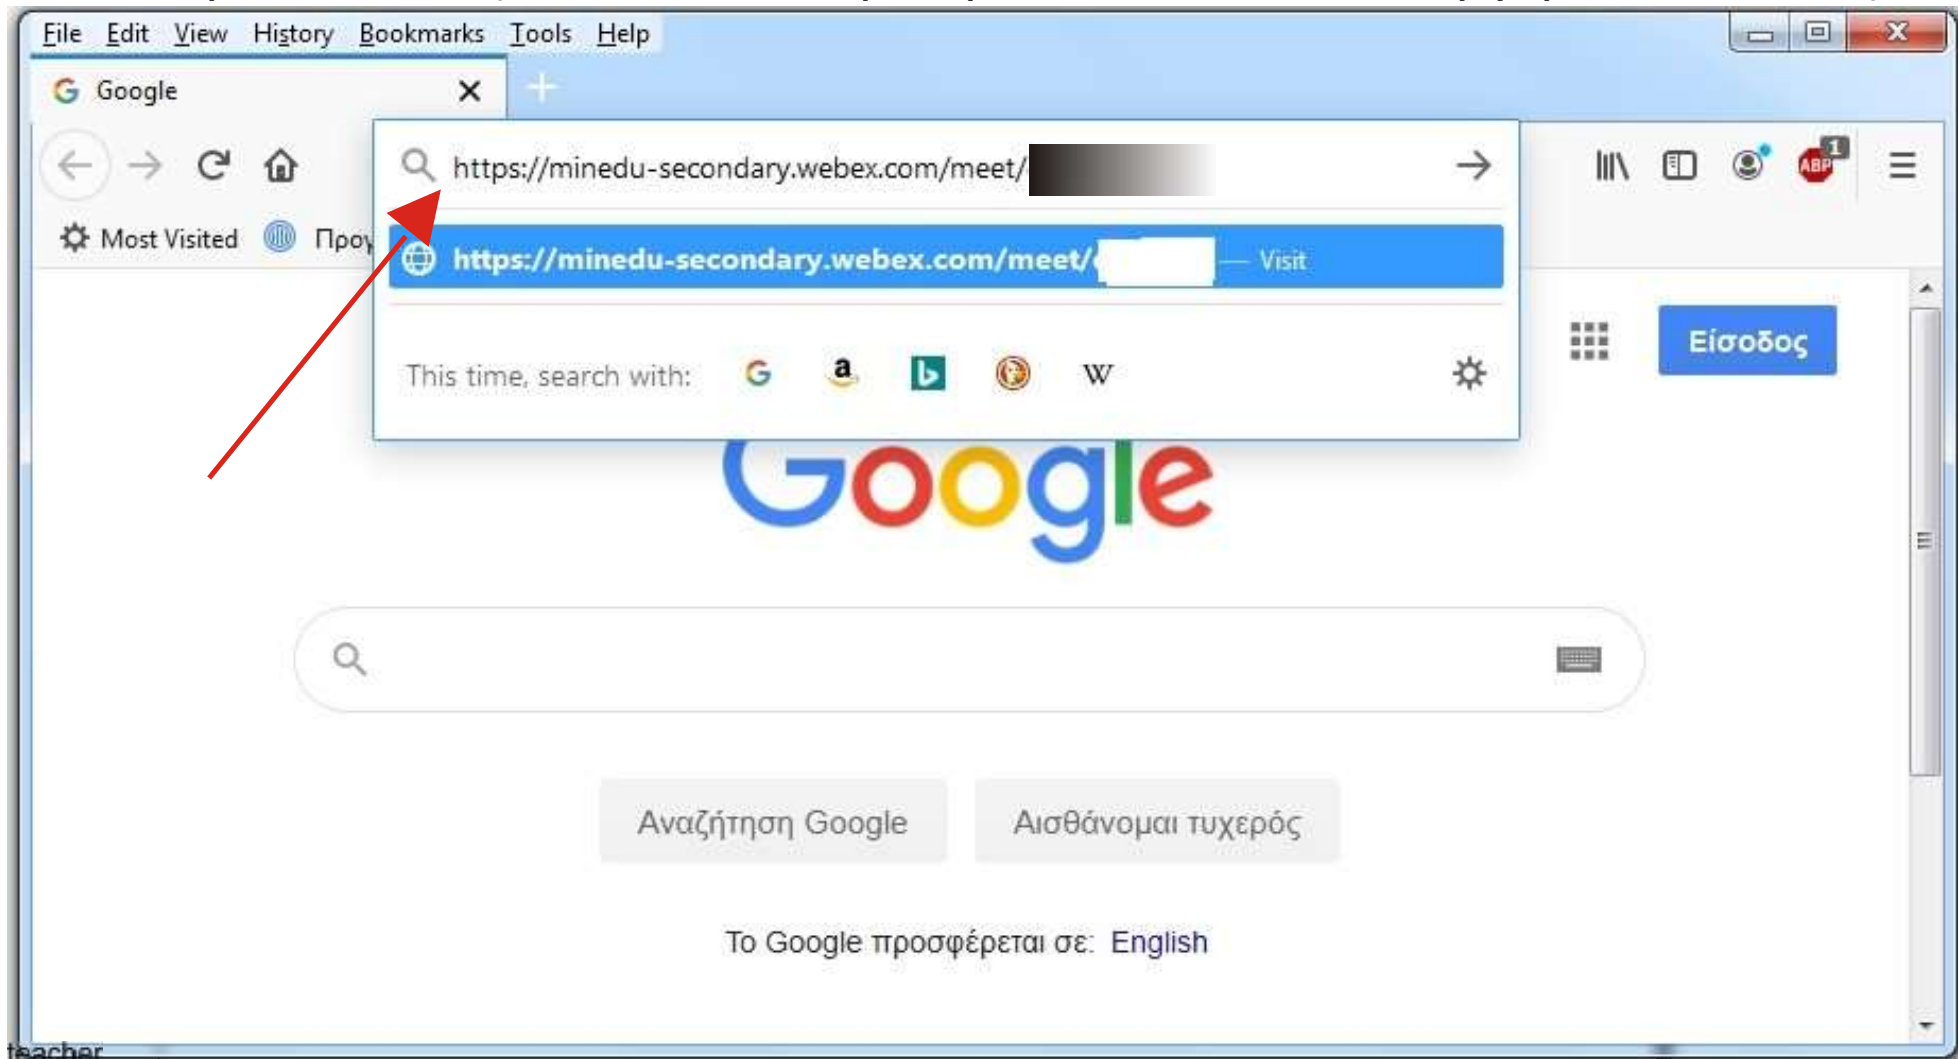 File Edit View History Bookmarks Tools Help
Google
https://minedu-secondary.webex.com/meet/
1
ABP
Most Visited
https://minedu-secondary.webex.com/meet/ — Visit
This time, search with:
Είσοδος
Google
Αναζήτηση Google
Αισθάνομαι τυχερός
Το Google προσφέρεται σε: English
teacher